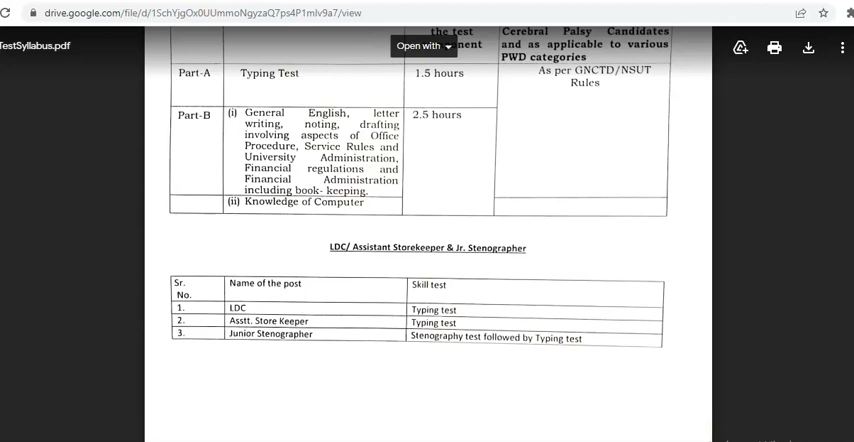 drive.google.com/file/d/1SchYjgOx0UUmmoNgyzaQ7ps4P1mlv9a7/view
TestSyllabus.pdf
Open with
the test
Cerebral Palsy Candidates
and as applicable to various
PWD categories
Part-A
Typing Test
1.5 hours
As per GNCTD/NSUT
Rules
Part-B
(i) General English, letter
writing, noting, drafting
involving aspects of Office
Procedure, Service Rules and
University Administration,
Financial regulations and
Financial Administration
including book- keeping.
2.5 hours
(ii) Knowledge of Computer
LDC/ Assistant Storekeeper & Jr. Stenographer
Sr.
No.
Name of the post
Skill test
1.
LDC
Typing test
2.
Asstt. Store Keeper
Typing test
3.
Junior Stenographer
Stenography test followed by Typing test